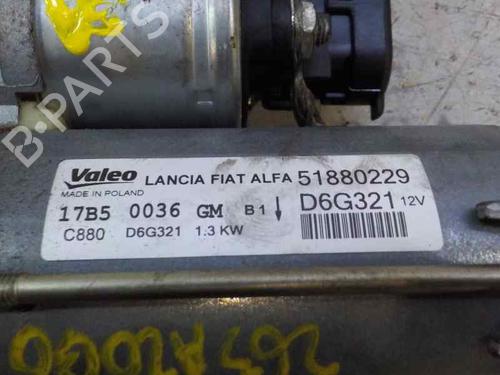 B-PARTS
Valeo LANCIA FIAT ALFA 51880229
MADE IN POLAND
D6G321 12V
17B5 0036 GM B1
C880 D6G321 1.3 KW